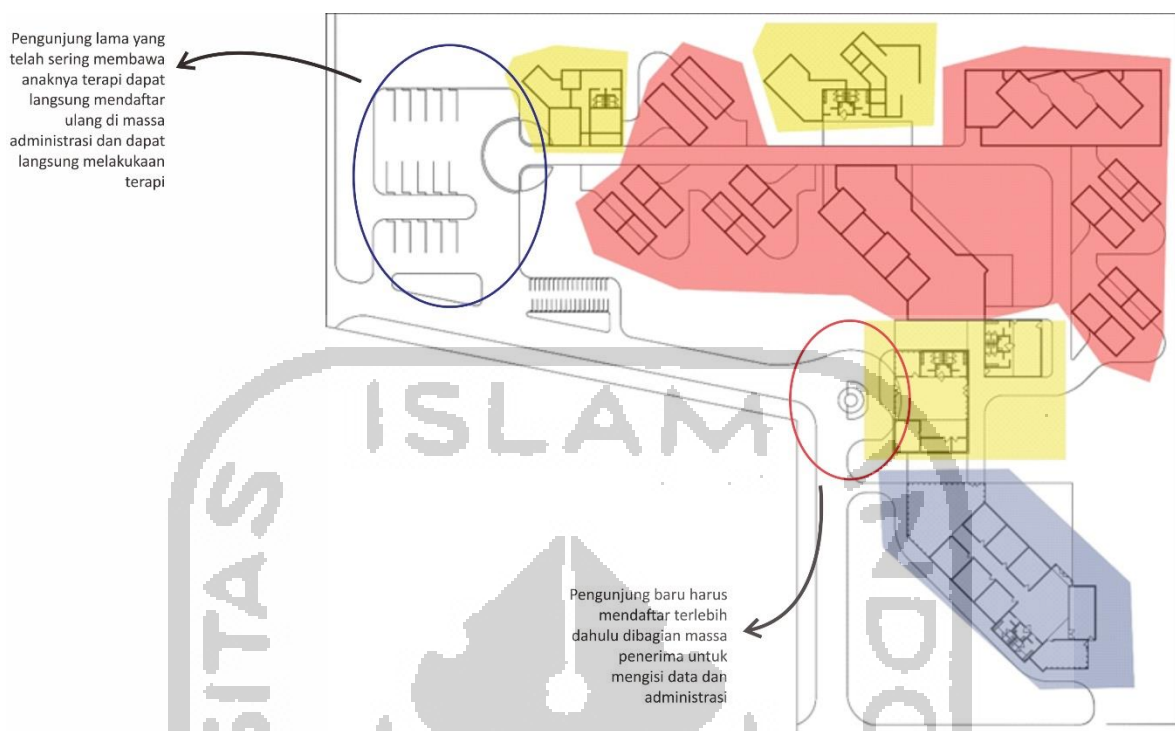 Pengunjung lama yang
telah sering membawa
anaknya terapi dapat
langsung mendaftar
ulang di massa
administrasi dan dapat
langsung melakukaan
terapi
ISLAM
SITAS
Pengunjung baru harus
mendaftar terlebih
dahulu dibagian massa
penerima untuk
mengisi data dan
administrasi